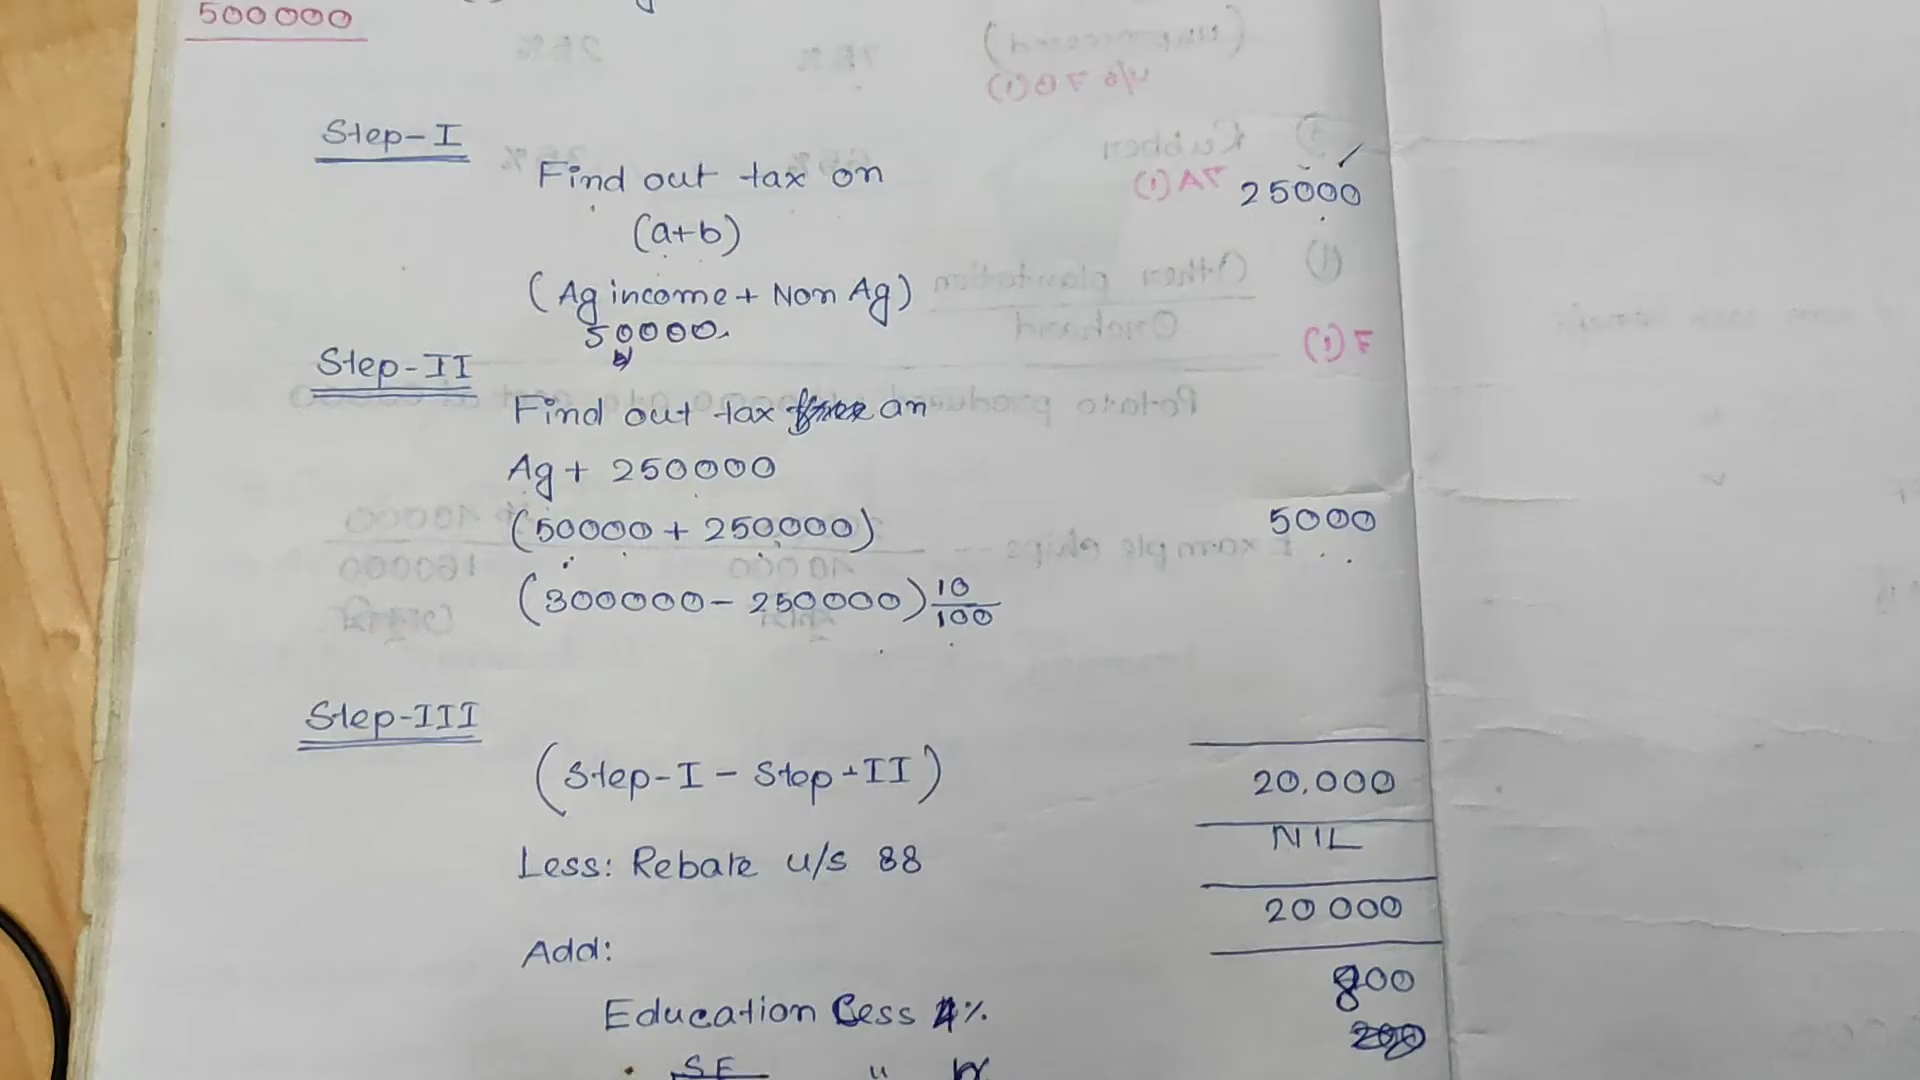 500000
Step-I
Find out tax on
25000
(a+b)
(Ag income + Non Ag)
50000
Step-II
Find out tax an
Ag + 250000
(50000 + 250000)
5000
(300000 - 250000) 10/100
Step-III
(Step-I - Step-II)
20,000
NIL
Less: Rebate u/s 88
20 000
Add:
800
Education Cess 4%